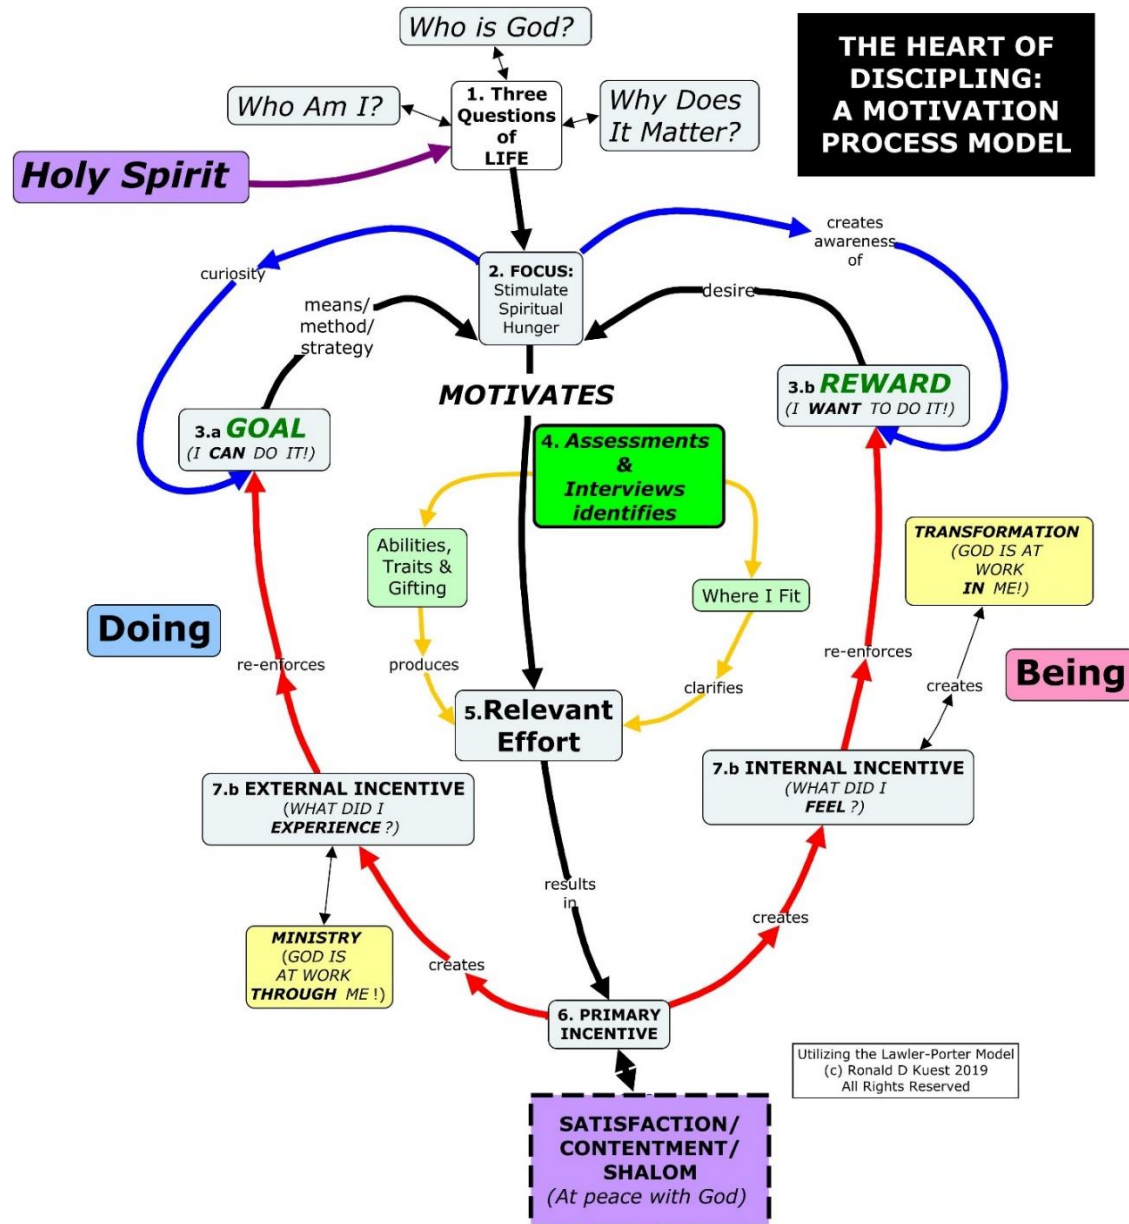 Who is God?
THE HEART OF
DISCIPLING:
A MOTIVATION
PROCESS MODEL
Who Am I?
1. Three
Questions
of
LIFE
Why Does
It Matter?
Holy Spirit
creates
awareness
of
curiosity
2. FOCUS:
Stimulate
Spiritual
Hunger
desire
means/
method/
strategy
MOTIVATES
3.b REWARD
(I WANT TO DO IT!)
3.a GOAL
(I CAN DO IT!)
4. Assessments
&
Interviews
identifies
Abilities,
Traits &
Gifting
Where I Fit
TRANSFORMATION
(GOD IS AT
WORK
IN ME!)
Doing
Being
re-enforces
produces
re-enforces
clarifies
creates
5.Relevant
Effort
7.b EXTERNAL INCENTIVE
(WHAT DID I
EXPERIENCE?)
7.b INTERNAL INCENTIVE
(WHAT DID I
FEEL?)
results
in
creates
MINISTRY
(GOD IS
AT WORK
THROUGH ME!)
creates
6. PRIMARY
INCENTIVE
Utilizing the Lawler-Porter Model
(c) Ronald D Kuest 2019
All Rights Reserved
SATISFACTION/
CONTENTMENT/
SHALOM
(At peace with God)